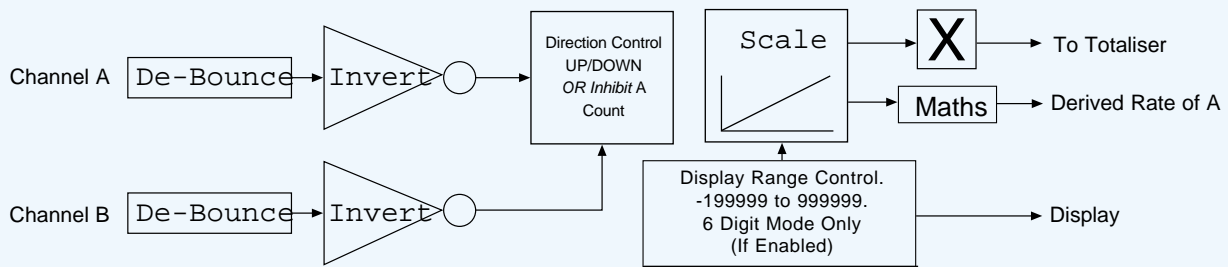 Channel A
De-Bounce
Invert
Direction Control
UP/DOWN
OR Inhibit A
Count
Scale
X
To Totaliser
Maths
Derived Rate of A
Channel B
De-Bounce
Invert
Display Range Control.
-199999 to 999999.
6 Digit Mode Only
(If Enabled)
Display